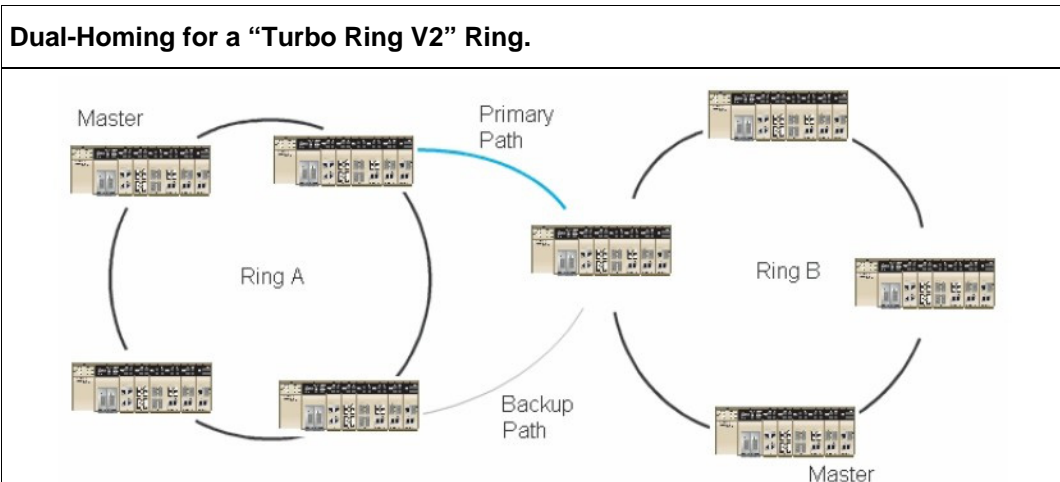 Dual-Homing for a “Turbo Ring V2” Ring.
Master
Primary
Path
Ring A
Ring B
Backup
Path
Master